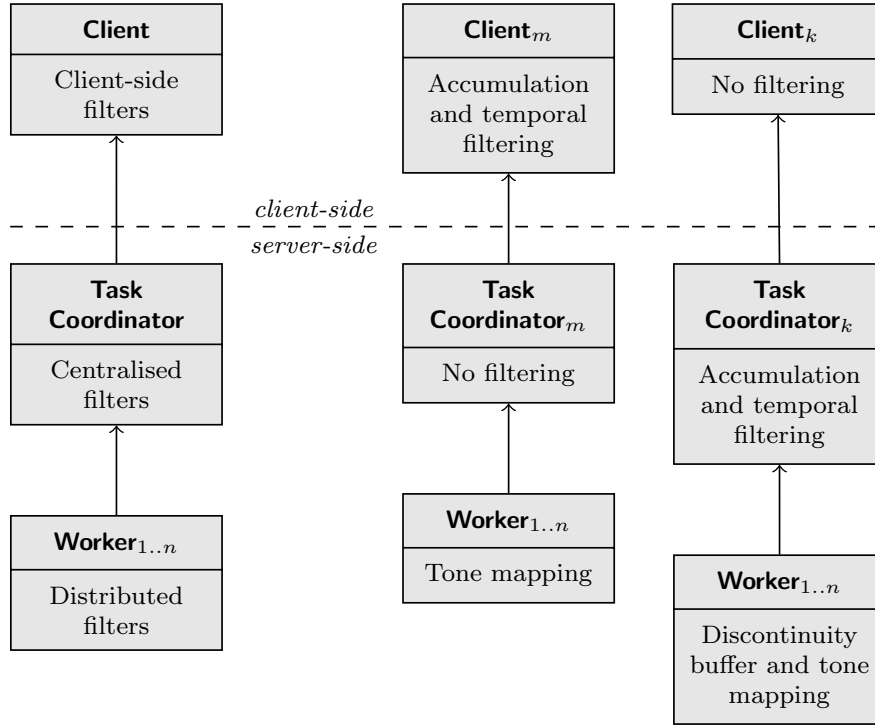 Client
Client-side
filters
Client_m
Accumulation
and temporal
filtering
Client_k
No filtering
client-side
server-side
Task
Coordinator
Centralised
filters
Task
Coordinator_m
No filtering
Task
Coordinator_k
Accumulation
and temporal
filtering
Worker_1..n
Distributed
filters
Worker_1..n
Tone mapping
Worker_1..n
Discontinuity
buffer and tone
mapping